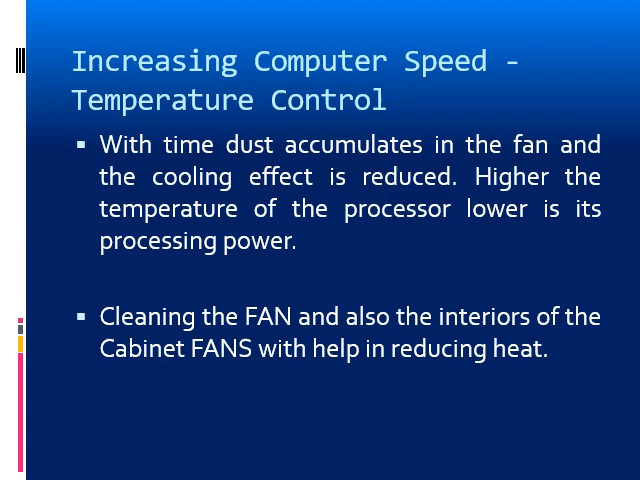 Increasing Computer Speed -
Temperature Control
With time dust accumulates in the fan and
the cooling effect is reduced. Higher the
temperature of the processor lower is its
processing power.
Cleaning the FAN and also the interiors of the
Cabinet FANS with help in reducing heat.